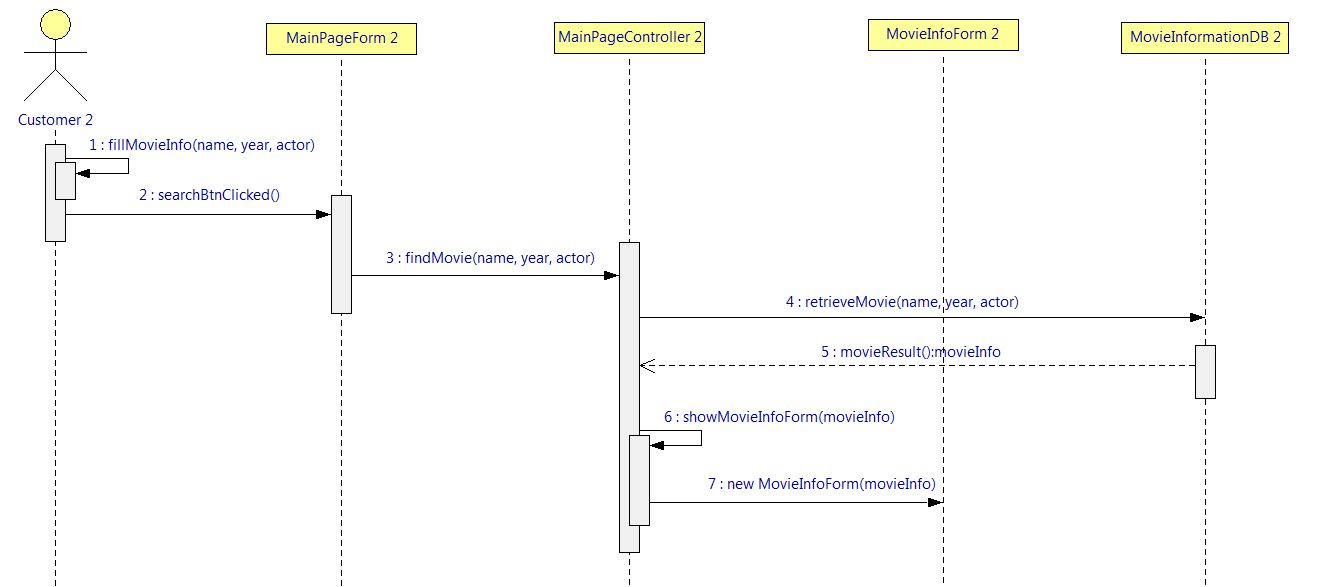 MainPageForm 2
MainPageController 2
MovieInfoForm 2
MovieInformationDB 2
Customer 2
1 : fillMovieInfo(name, year, actor)
2 : searchBtnClicked()
3 : findMovie(name, year, actor)
4 : retrieveMovie(name, year, actor)
5 : movieResult():movieInfo
6 : showMovieInfoForm(movieInfo)
7 : new MovieInfoForm(movieInfo)